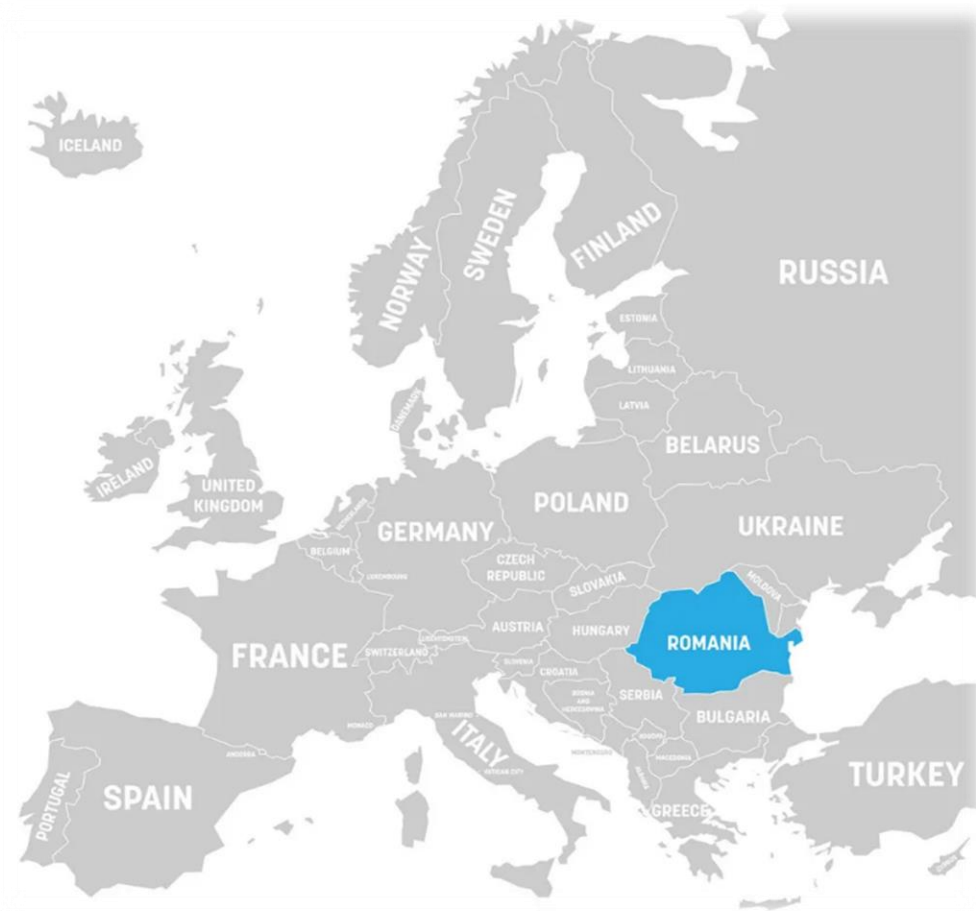 ICELAND
NORWAY
SWEDEN
FINLAND
RUSSIA
ESTONIA
LITHUANIA
LATVIA
DANEMARK
BELARUS
IRELAND
UNITED
KINGDOM
NETHERLANDS
BELGIUM
LUXEMBOURG
GERMANY
POLAND
CZECH
REPUBLIC
SLOVAKIA
UKRAINE
MOLDOVA
FRANCE
SWITZERLAND
LIECHTENSTEIN
AUSTRIA
HUNGARY
ROMANIA
SLOVENIA
CROATIA
BOSNIA
AND
HERZEGOVINA
SERBIA
BULGARIA
MONACO
SAN MARINO
ITALY
VATICAN CITY
MONTENEGRO
KOSOVO
MACEDONIA
ALBANIA
GREECE
ANDORRA
PORTUGAL
SPAIN
TURKEY
CYPRUS